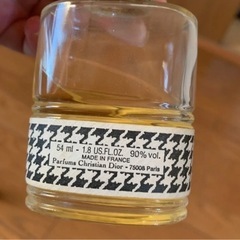 54 ml - 1.8 US.FL.OZ. 90% vol.
MADE IN FRANCE
Parfums Christian Dior - 75008 Paris